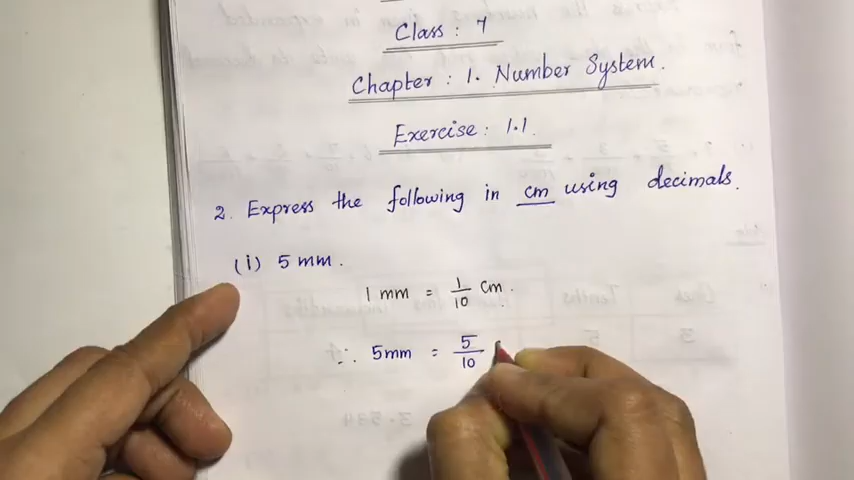 Class : 7
Chapter : 1. Number System.
Exercise : 1.1
2. Express the following in cm using decimals.
(i) 5 mm.
1 mm = 1/10 cm.
∴ 5mm = 5/10